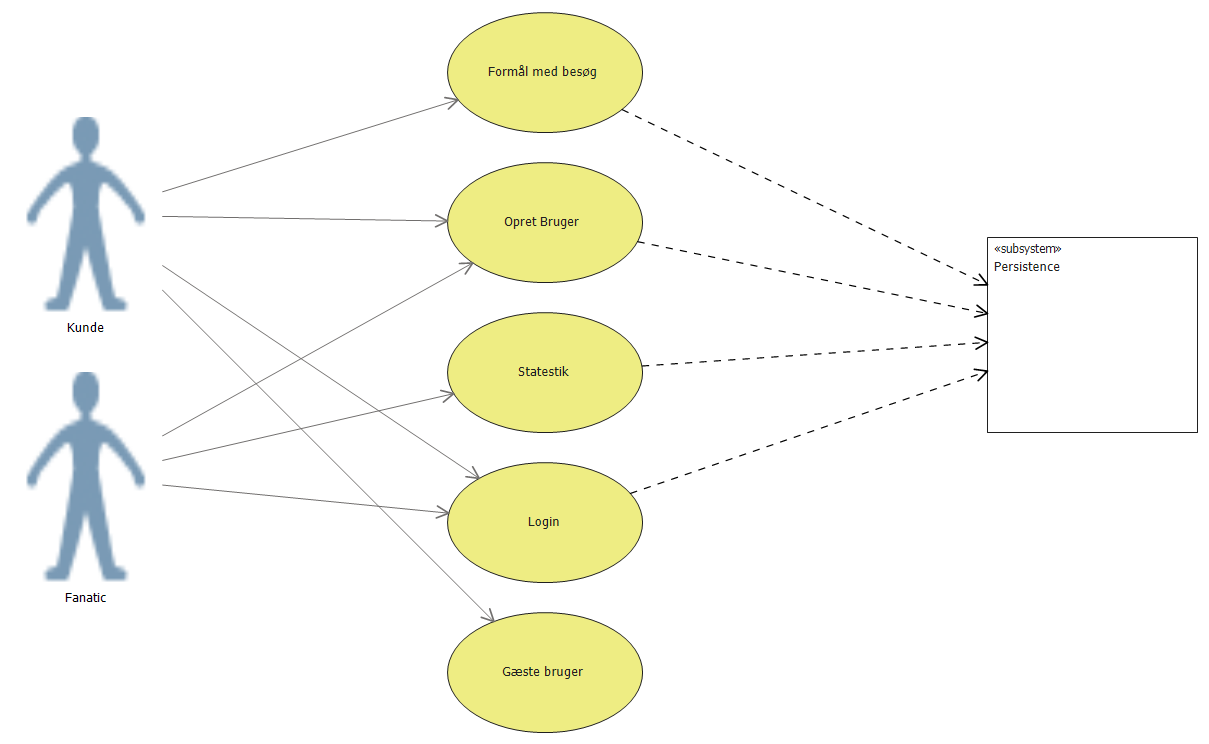 Formål med besøg
Opret Bruger
«subsystem»
Persistence
Kunde
Statestik
Login
Fanatic
Gæste bruger